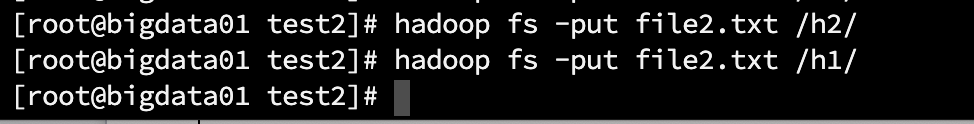 [root@bigdata01 test2]# hadoop fs -put file2.txt /h2/
[root@bigdata01 test2]# hadoop fs -put file2.txt /h1/
[root@bigdata01 test2]#